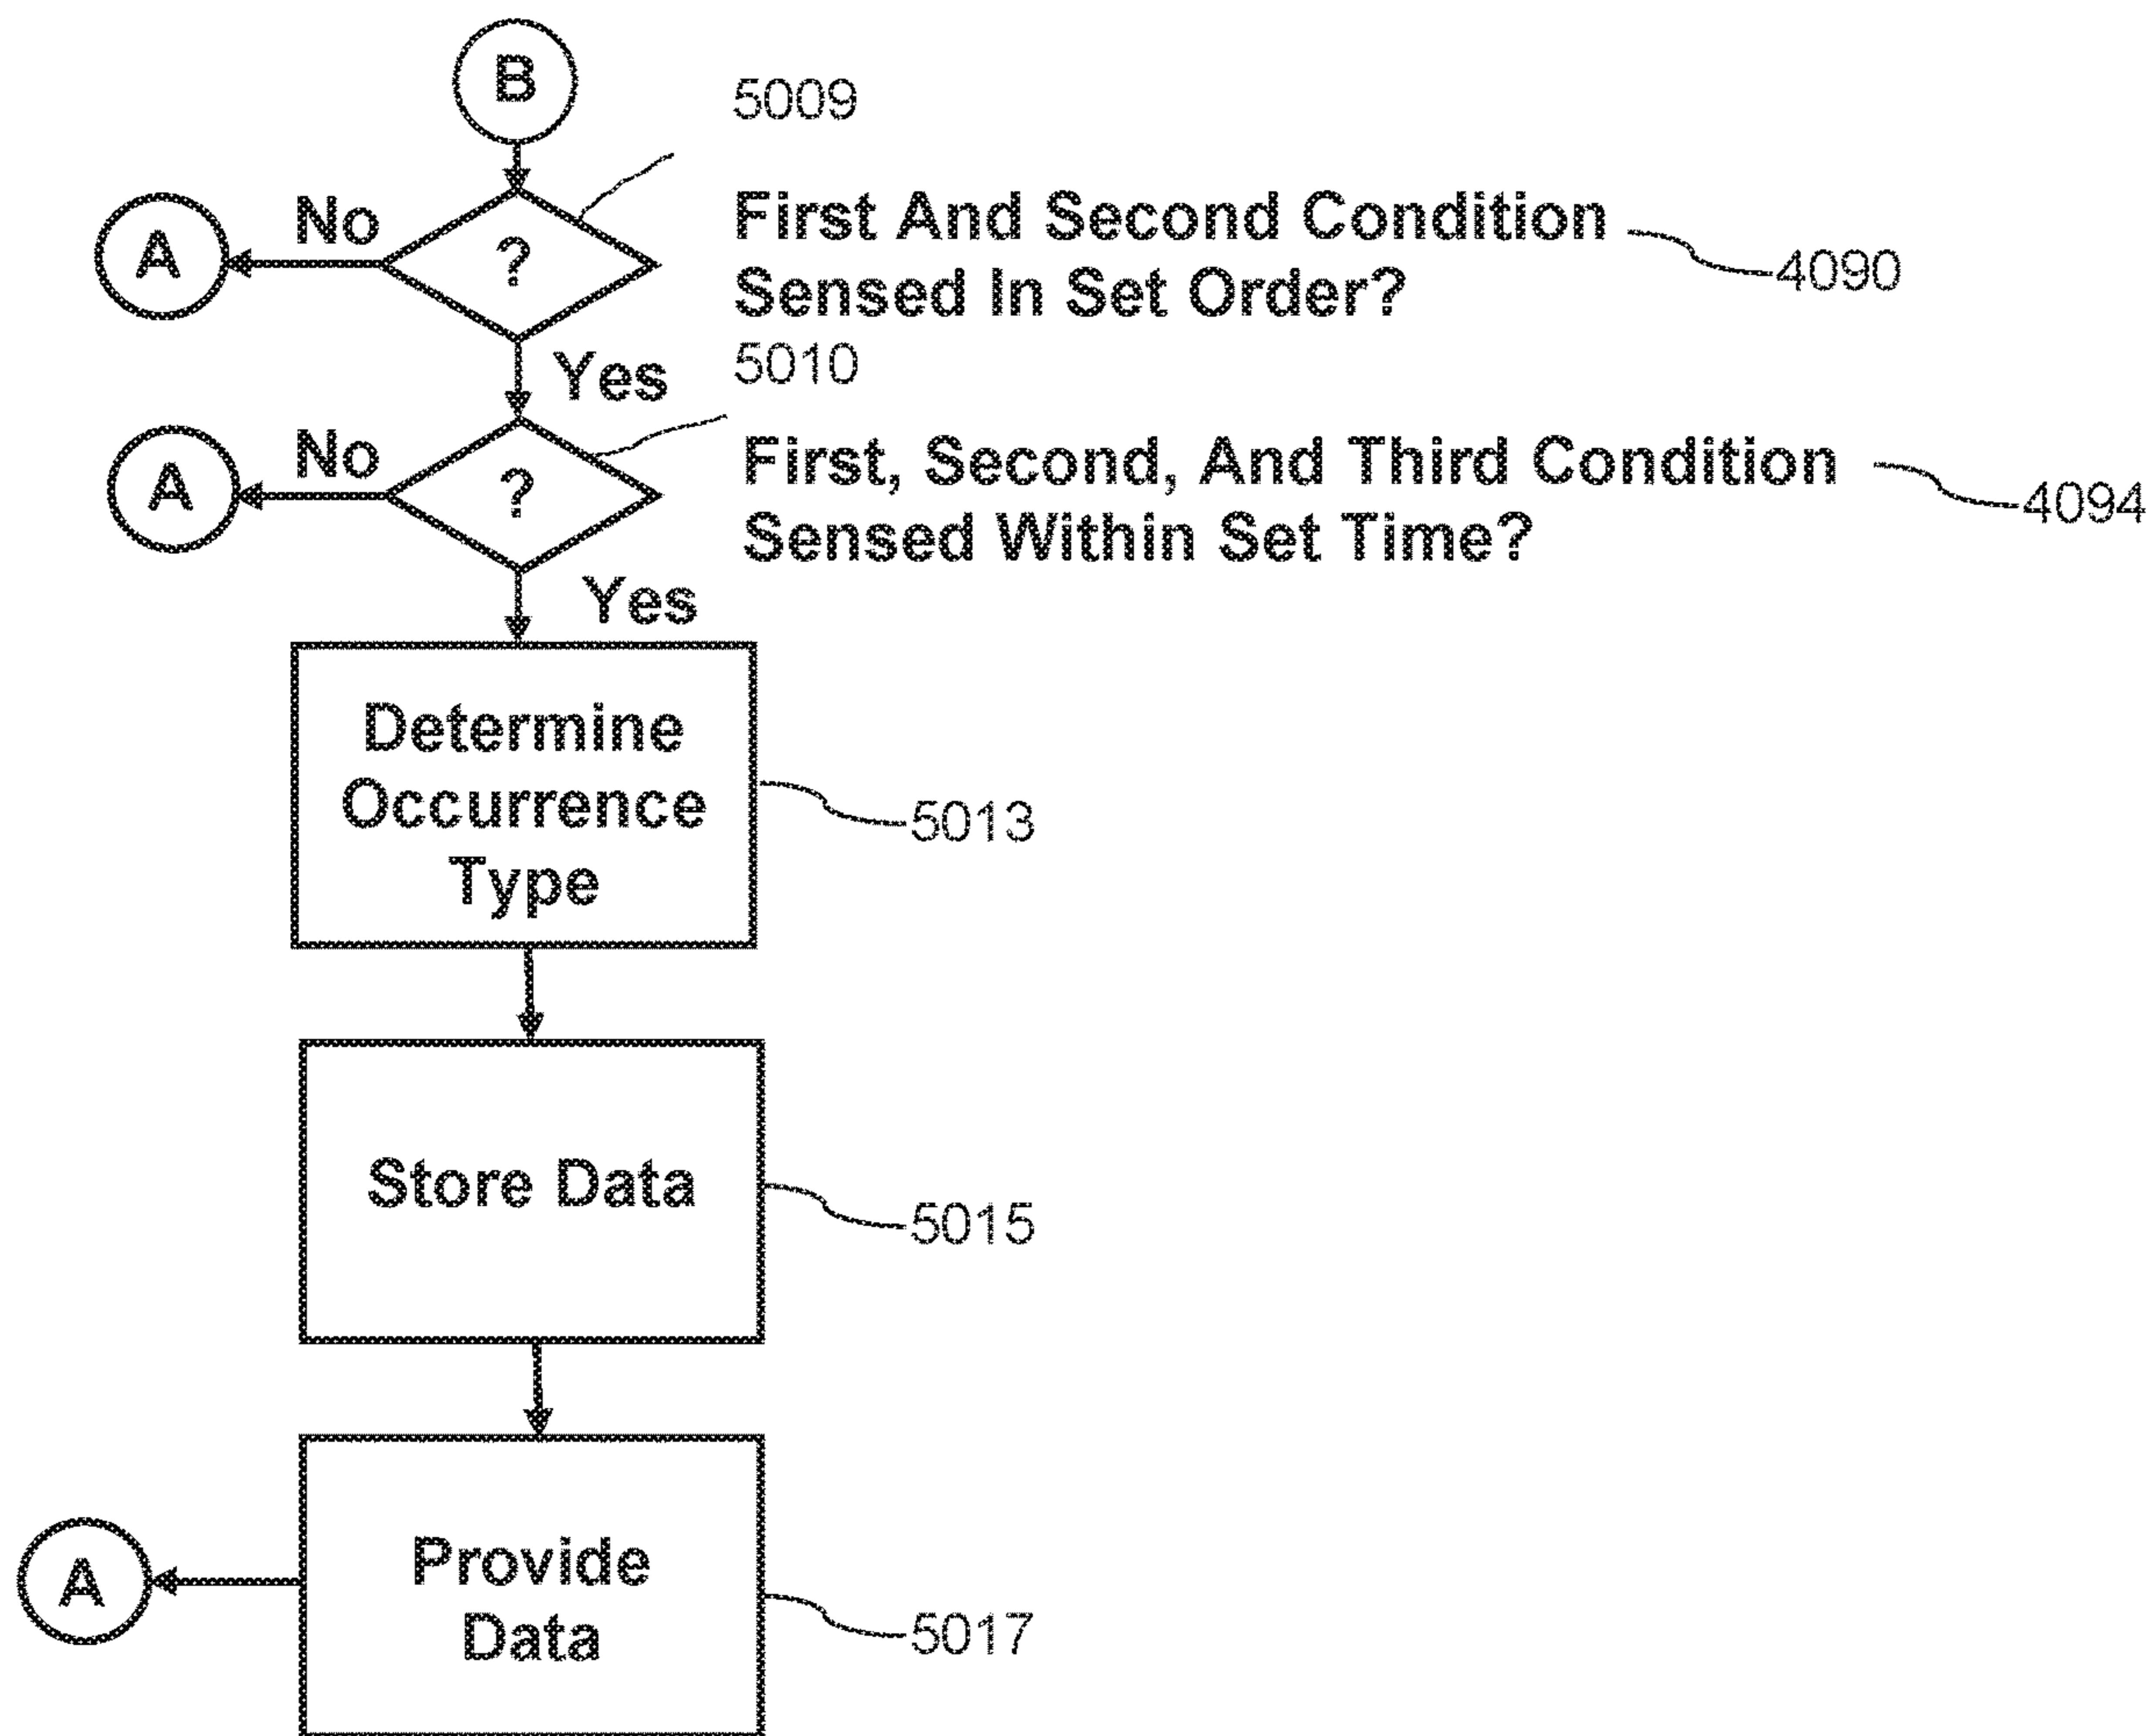 B
5009
A
No
?
First And Second Condition
Sensed In Set Order?
4090
Yes
5010
A
No
?
First, Second, And Third Condition
Sensed Within Set Time?
4094
Yes
Determine
Occurrence
Type
5013
Store Data
5015
A
Provide
Data
5017